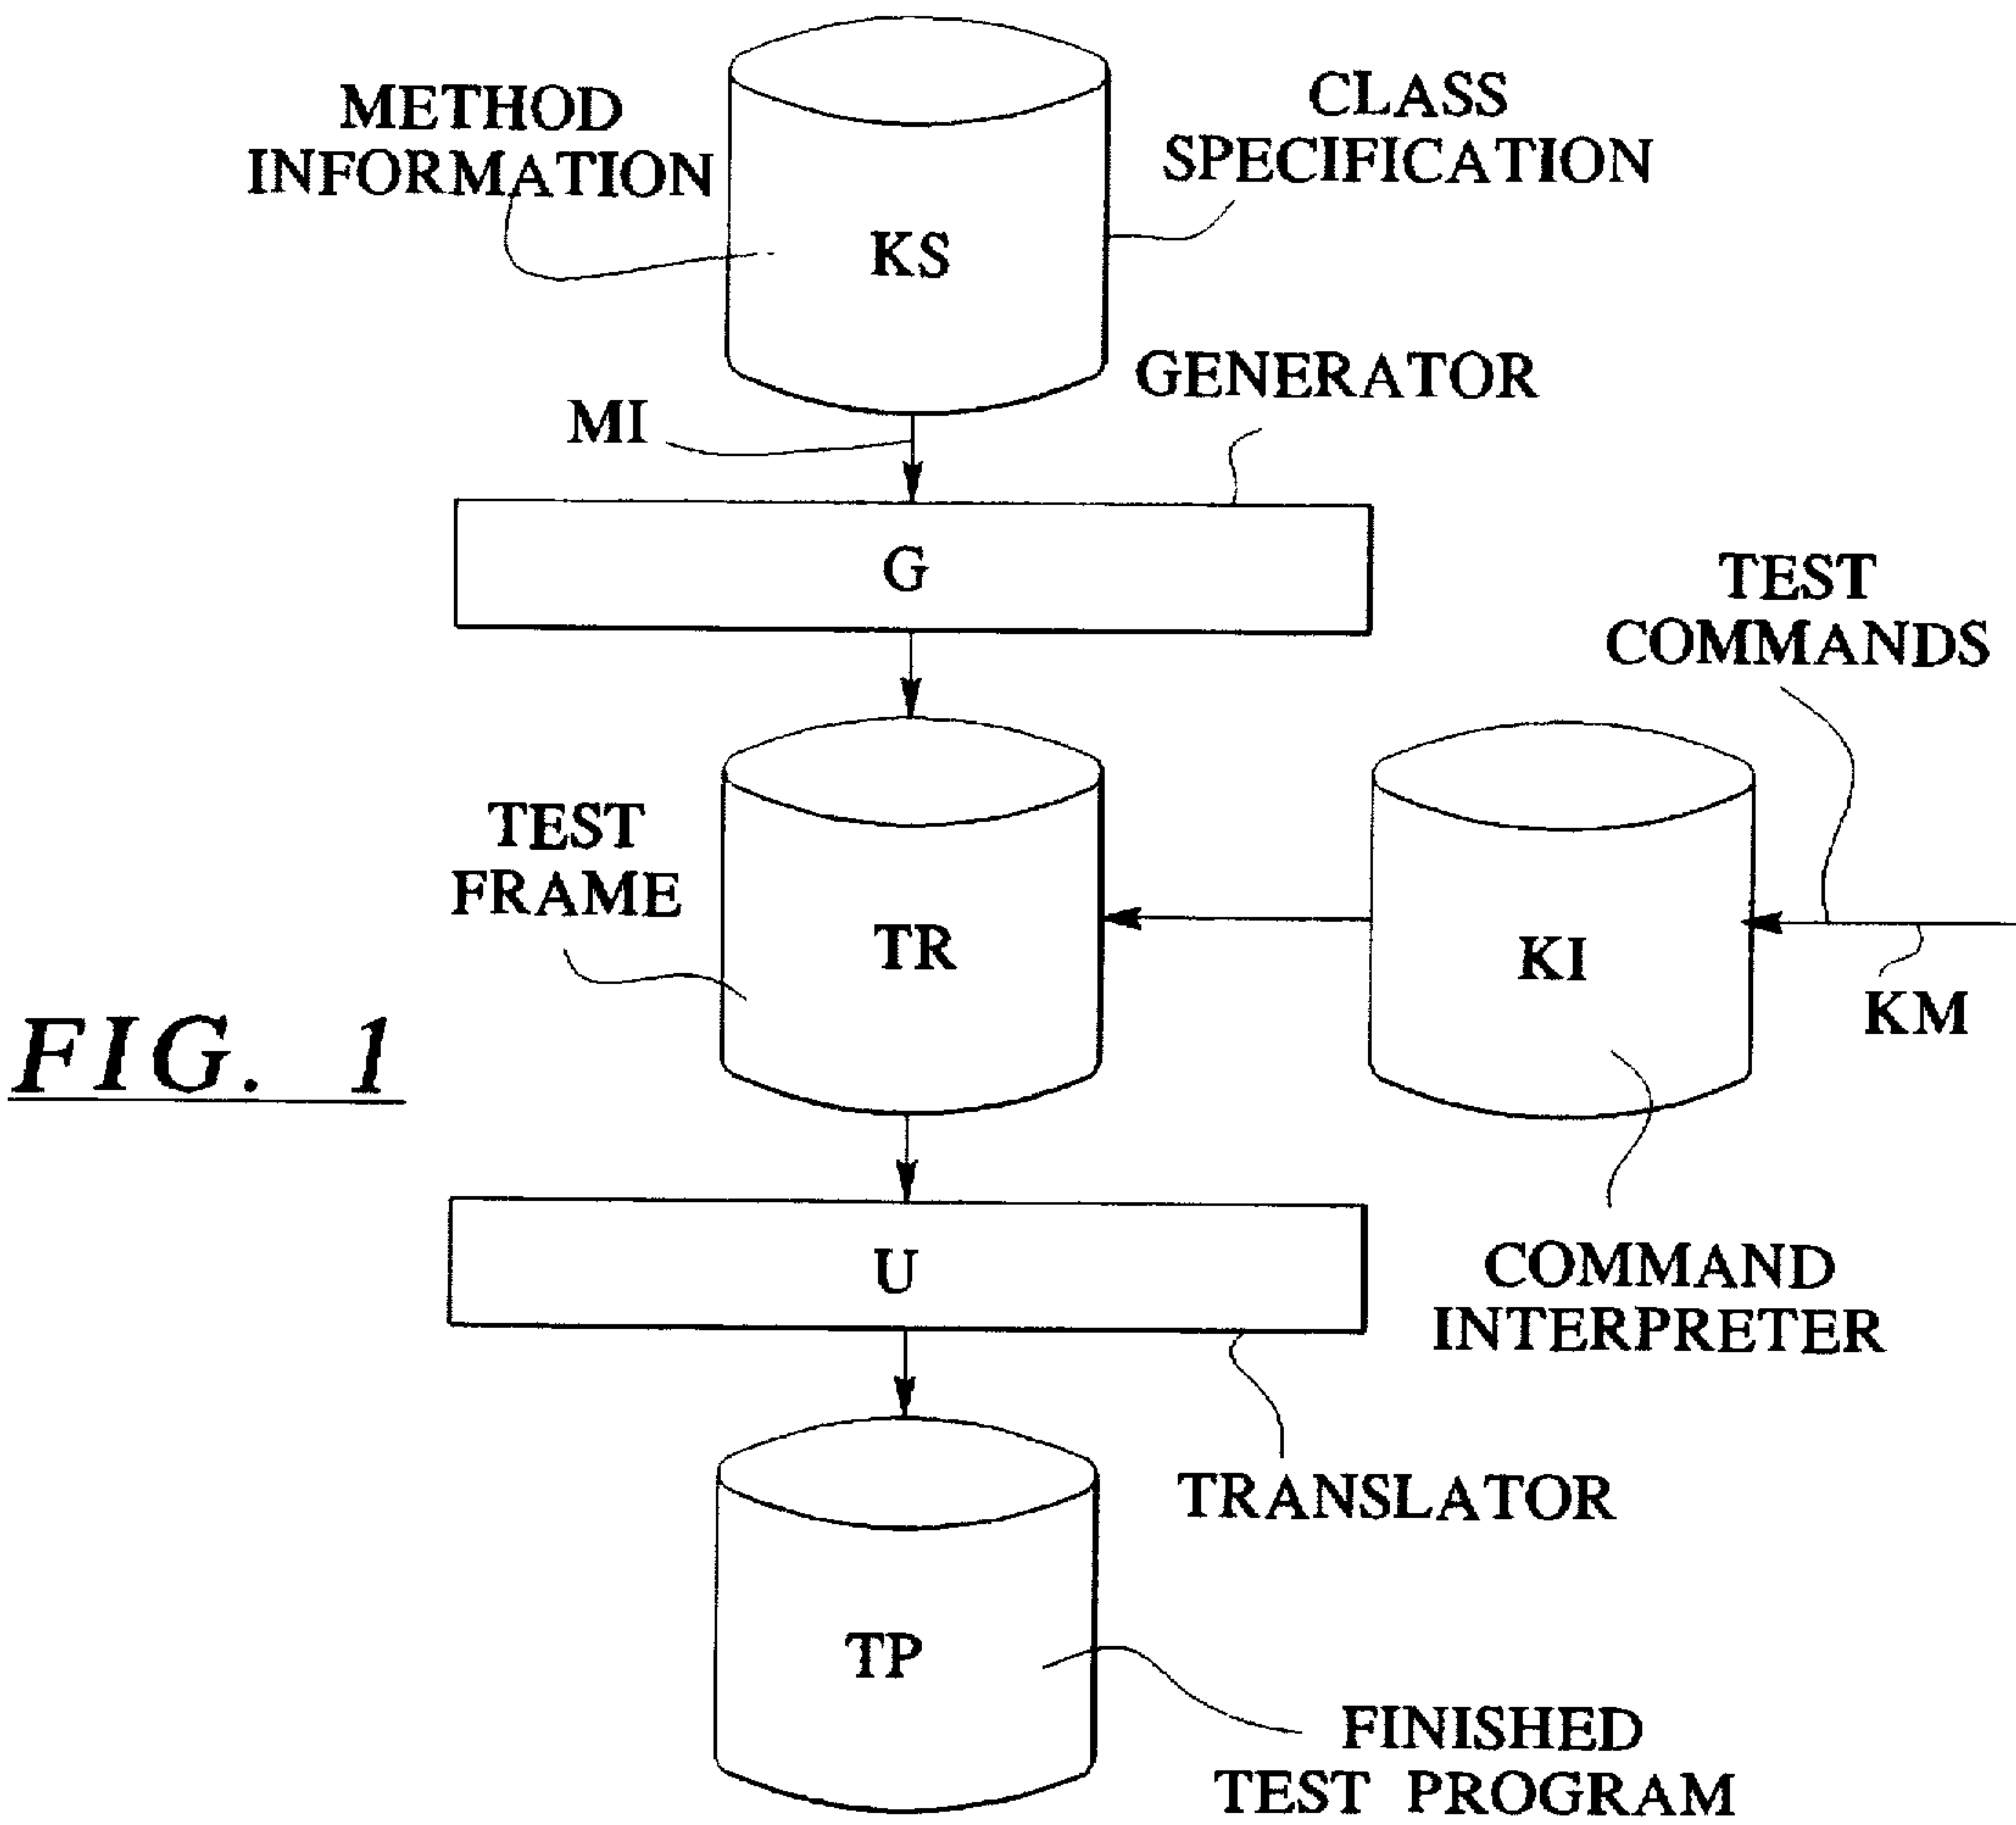 METHOD
INFORMATION
CLASS
SPECIFICATION
KS
GENERATOR
MI
G
TEST
COMMANDS
TEST
FRAME
TR
KI
KM
FIG. 1
U
COMMAND
INTERPRETER
TRANSLATOR
TP
FINISHED
TEST PROGRAM